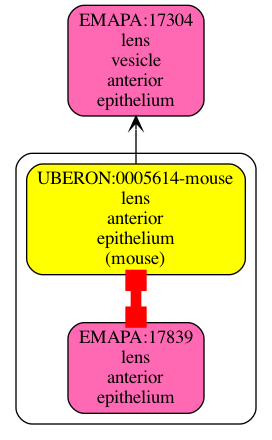 EMAPA:17304
lens
vesicle
anterior
epithelium
UBERON:0005614-mouse
lens
anterior
epithelium
(mouse)
EMAPA:17839
lens
anterior
epithelium